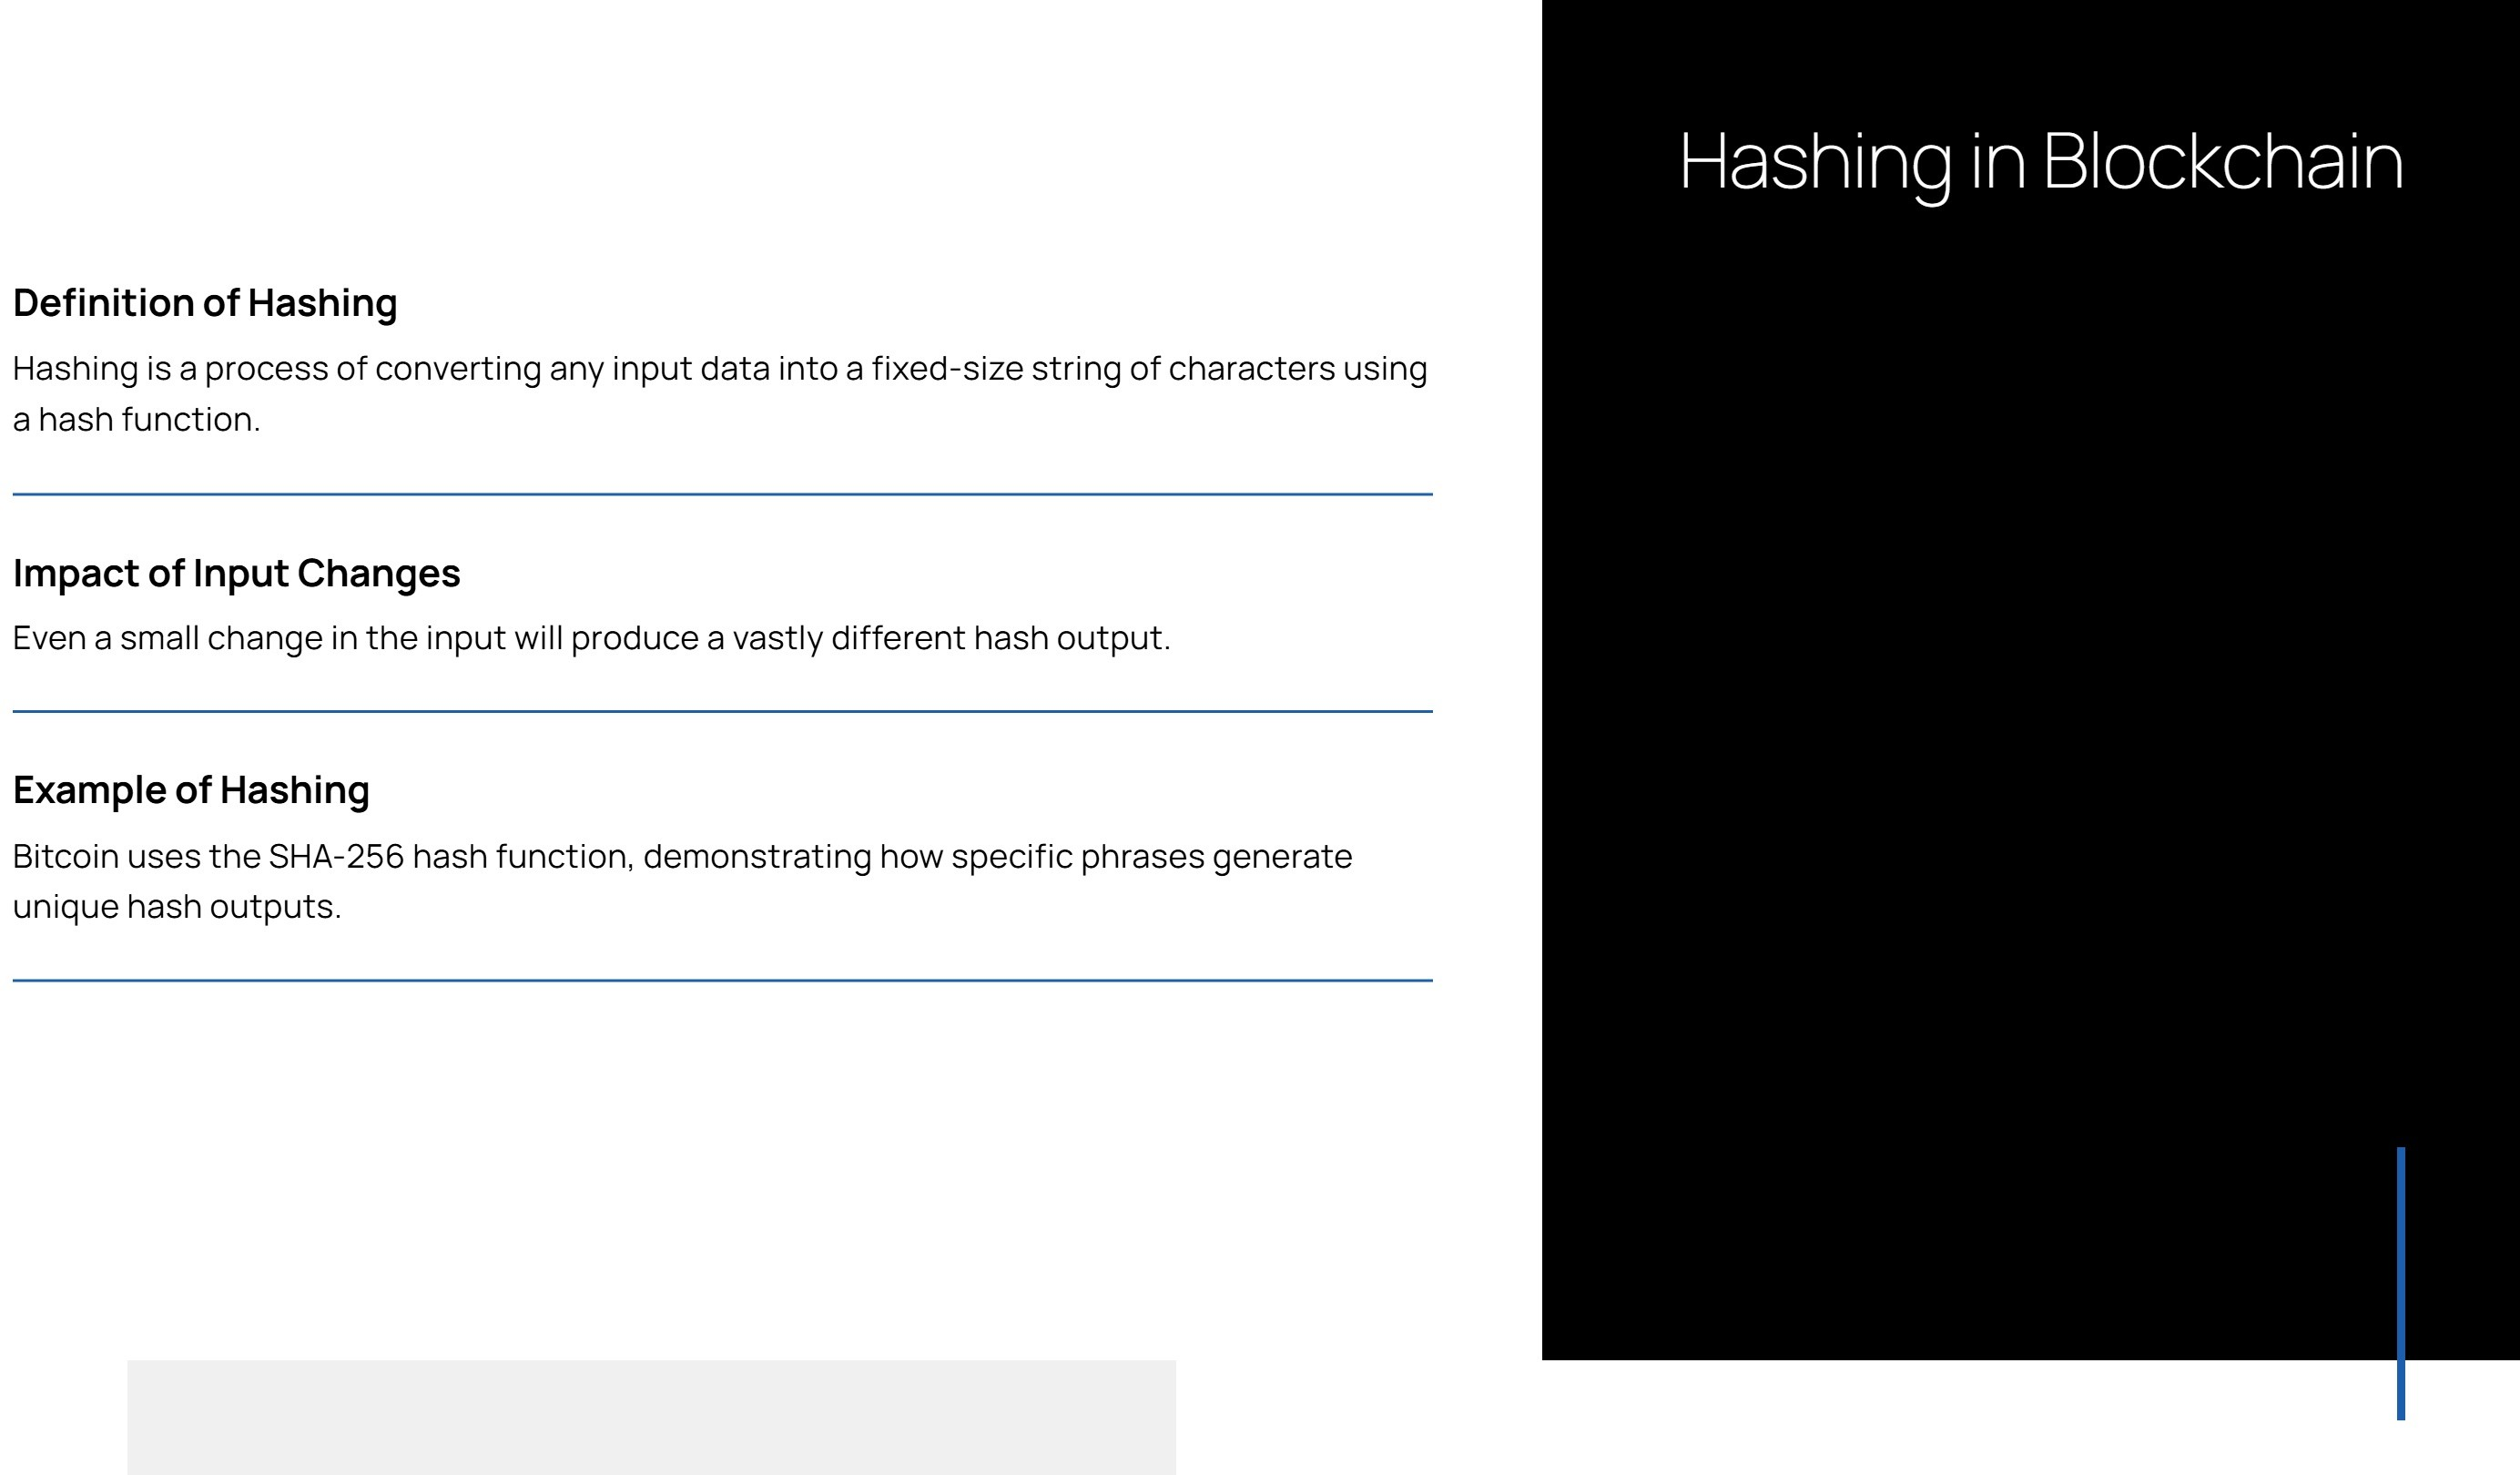 Hashing in Blockchain
Definition of Hashing
Hashing is a process of converting any input data into a fixed-size string of characters using
a hash function.
Impact of Input Changes
Even a small change in the input will produce a vastly different hash output.
Example of Hashing
Bitcoin uses the SHA-256 hash function, demonstrating how specific phrases generate
unique hash outputs.